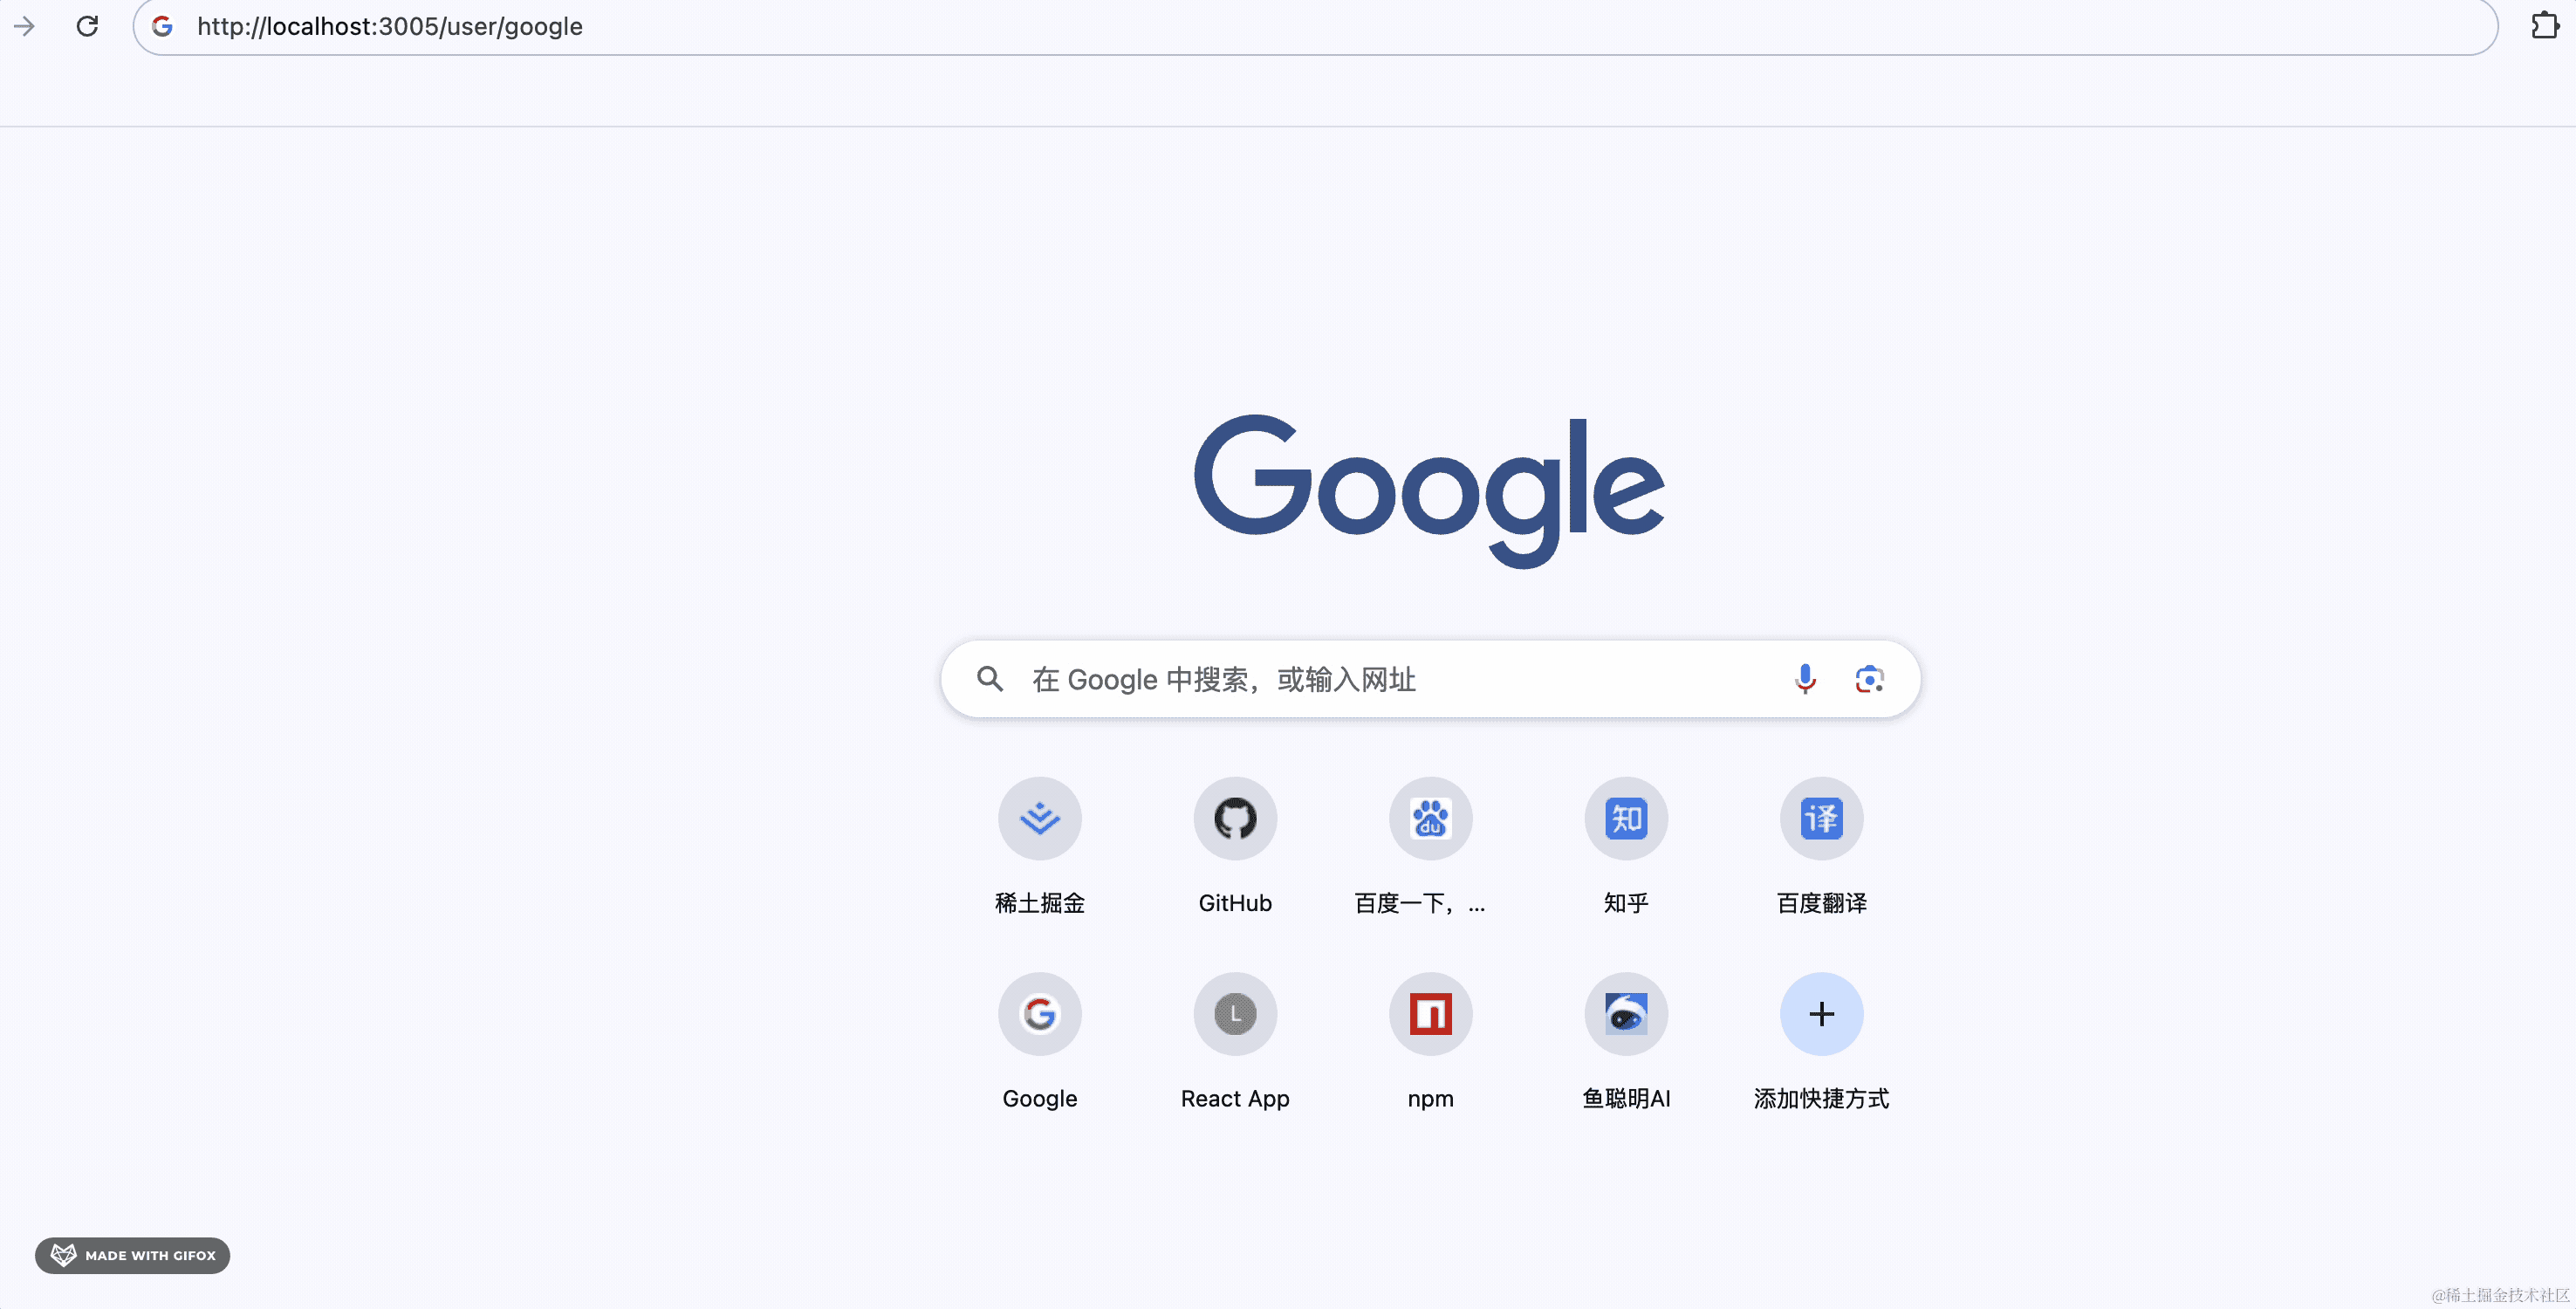 http://localhost:3005/user/google
Google
在 Google 中搜索，或输入网址
du 知 译
稀土掘金 GitHub 百度一下，... 知乎 百度翻译
L
Google React App npm 鱼聪明AI 添加快捷方式
MADE WITH GIFOX
@稀土掘金技术社区